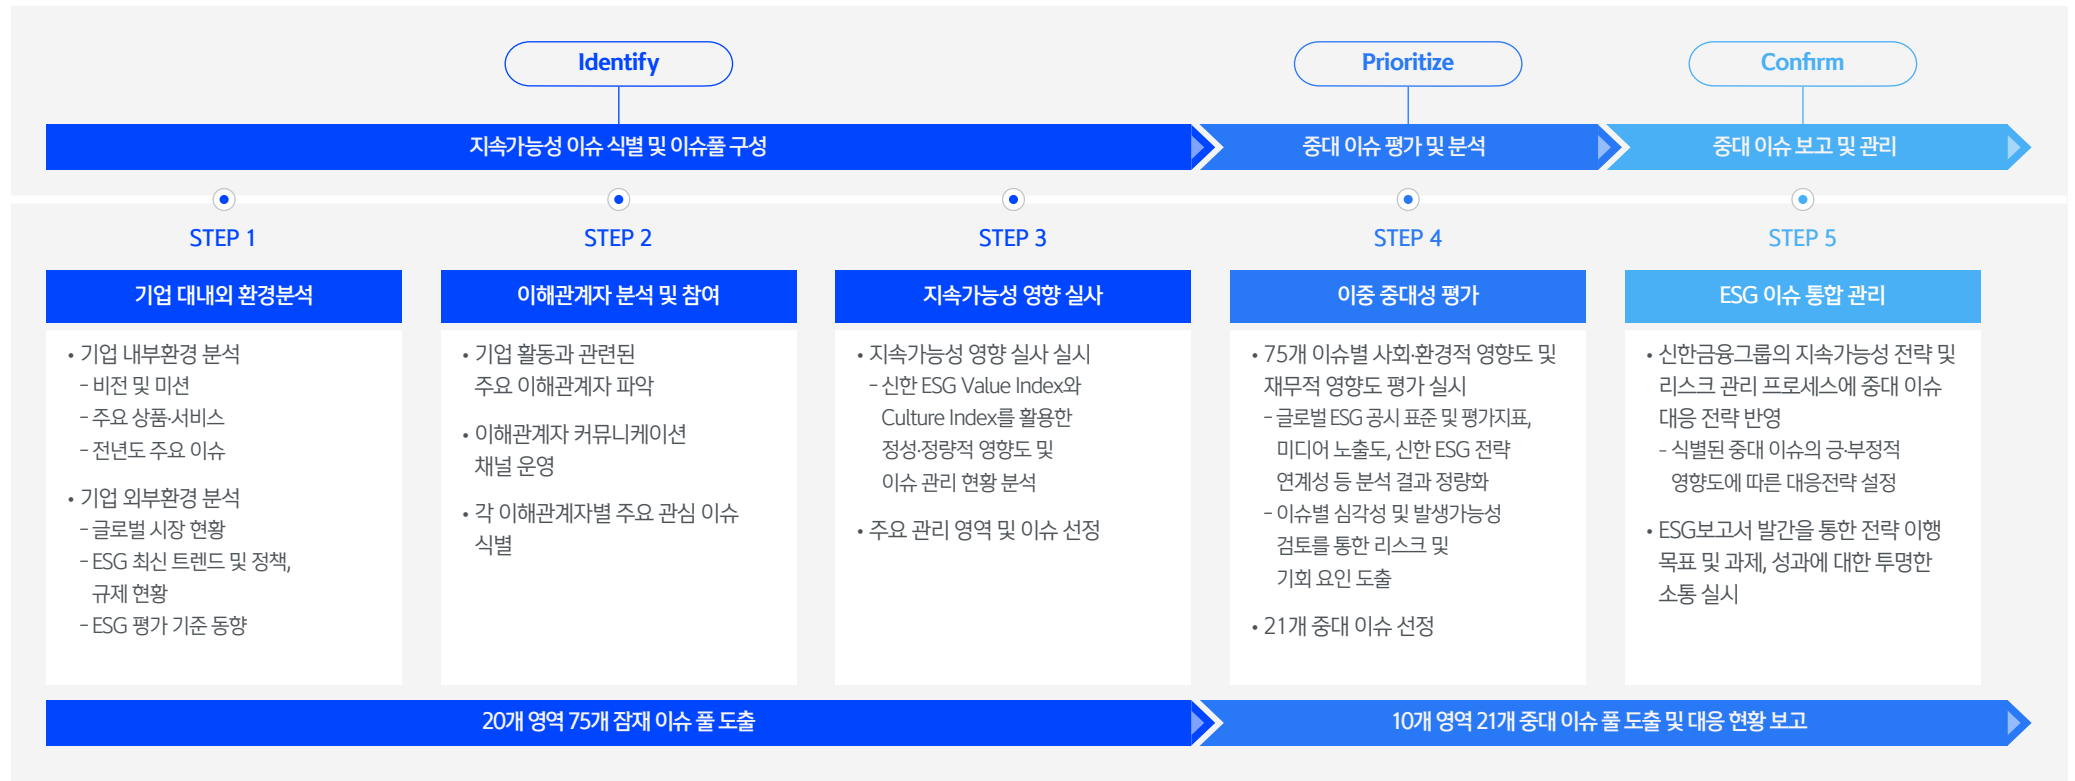 Identify
Prioritize
Confirm
지속가능성 이슈 식별 및 이슈풀 구성
중대 이슈 평가 및 분석
중대 이슈 보고 및 관리
STEP 1
STEP 2
STEP 3
STEP 4
STEP 5
기업 대내외 환경분석
• 기업 내부환경 분석
- 비전 및 미션
- 주요 상품·서비스
- 전년도 주요 이슈
• 기업 외부환경 분석
- 글로벌 시장 현황
- ESG 최신 트렌드 및 정책,
규제 현황
- ESG 평가 기준 동향
이해관계자 분석 및 참여
• 기업 활동과 관련된
주요 이해관계자 파악
• 이해관계자 커뮤니케이션
채널 운영
• 각 이해관계자별 주요 관심 이슈
식별
지속가능성 영향 실사
• 지속가능성 영향 실사 실시
- 신한 ESG Value Index와
Culture Index를 활용한
정성·정량적 영향도 및
이슈 관리 현황 분석
• 주요 관리 영역 및 이슈 선정
이중 중대성 평가
• 75개 이슈별 사회·환경적 영향도 및
재무적 영향도 평가 실시
- 글로벌 ESG 공시 표준 및 평가지표,
미디어 노출도, 신한 ESG 전략
연계성 등 분석 결과 정량화
- 이슈별 심각성 및 발생가능성
검토를 통한 리스크 및
기회 요인 도출
• 21개 중대 이슈 선정
ESG 이슈 통합 관리
• 신한금융그룹의 지속가능성 전략 및
리스크 관리 프로세스에 중대 이슈
대응 전략 반영
- 식별된 중대 이슈의 긍·부정적
영향도에 따른 대응전략 설정
• ESG보고서 발간을 통한 전략 이행
목표 및 과제, 성과에 대한 투명한
소통 실시
20개 영역 75개 잠재 이슈 풀 도출
10개 영역 21개 중대 이슈 풀 도출 및 대응 현황 보고